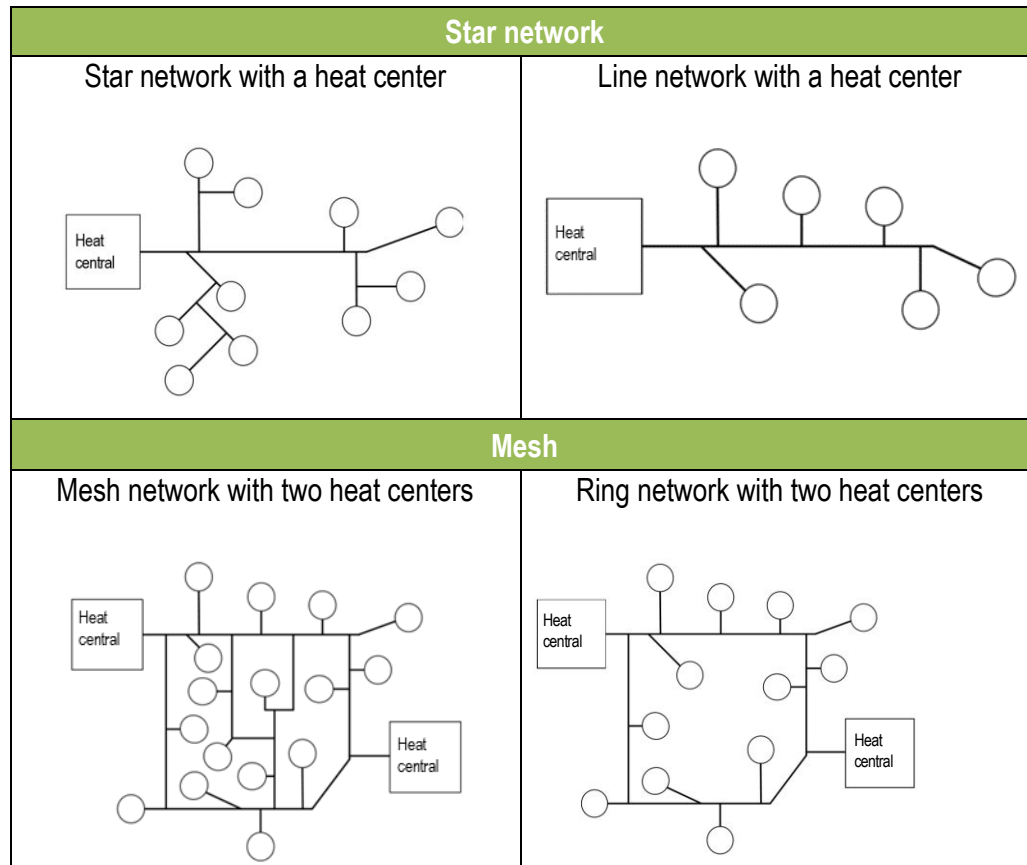 Star network
Star network with a heat center
Line network with a heat center
Heat
central
Heat
central
Mesh
Mesh network with two heat centers
Ring network with two heat centers
Heat
central
Heat
central
Heat
central
Heat
central